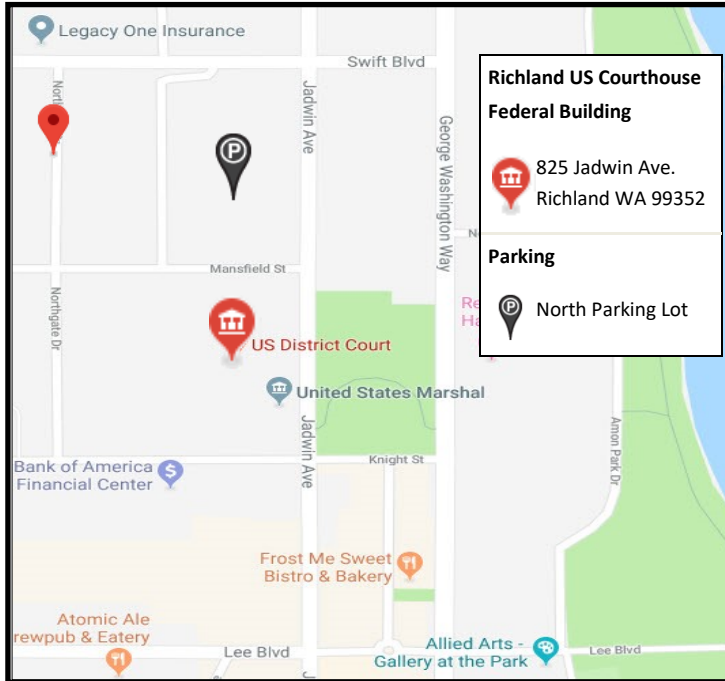 Legacy One Insurance
Swift Blvd
North
Jadwin Ave
George Washington Way
Richland US Courthouse
Federal Building
825 Jadwin Ave.
Richland WA 99352
Parking
North Parking Lot
P
P
Mansfield St
Northgate Dr
US District Court
United States Marshal
Jadwin Ave
Knight St
Amon Park Dr
Bank of America
Financial Center
$
Frost Me Sweet
Bistro & Bakery
Atomic Ale
rewpub & Eatery
Lee Blvd
Allied Arts -
Gallery at the Park
Lee Blvd
J
N
Re
Ha